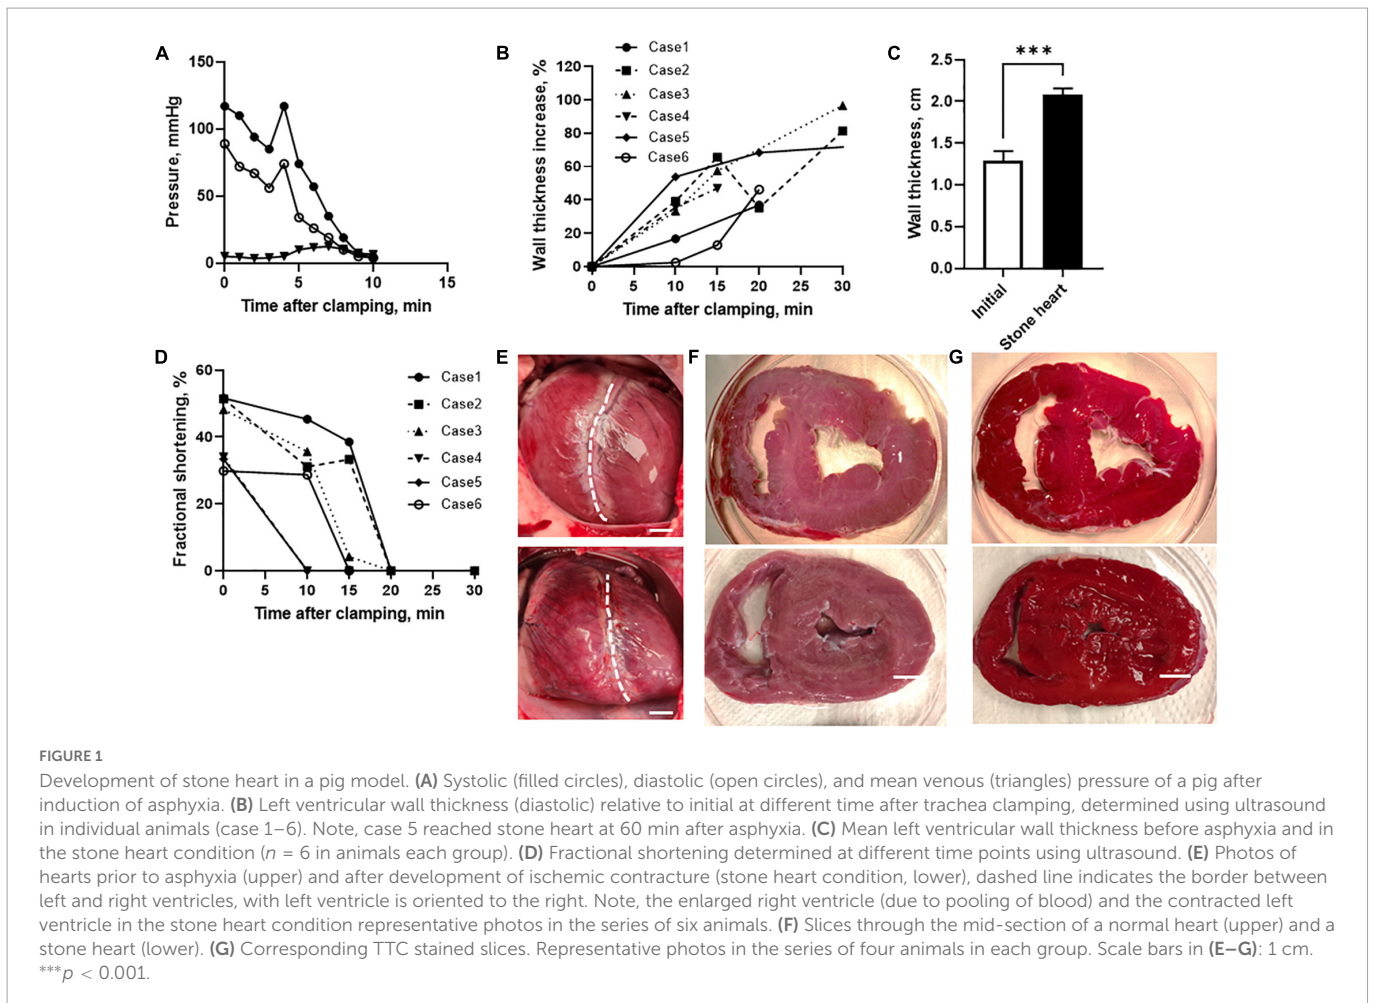 A
150
100
50
0
Pressure, mmHg
0 5 10 15
Time after clamping, min
B
Case1
Case2
Case3
Case4
Case5
Case6
120
100
80
60
40
20
0
Wall thickness increase, %
0 5 10 15 20 25 30
Time after clamping, min
C
***
2.5
2.0
1.5
1.0
0.5
0.0
Wall thickness, cm
Initial
Stone heart
D
60
40
20
0
Fractional shortening, %
0 5 10 15 20 25 30
Time after clamping, min
Case1
Case2
Case3
Case4
Case5
Case6
E
F
G
FIGURE 1
Development of stone heart in a pig model. (A) Systolic (filled circles), diastolic (open circles), and mean venous (triangles) pressure of a pig after
induction of asphyxia. (B) Left ventricular wall thickness (diastolic) relative to initial at different time after trachea clamping, determined using ultrasound
in individual animals (case 1–6). Note, case 5 reached stone heart at 60 min after asphyxia. (C) Mean left ventricular wall thickness before asphyxia and in
the stone heart condition (n = 6 in animals each group). (D) Fractional shortening determined at different time points using ultrasound. (E) Photos of
hearts prior to asphyxia (upper) and after development of ischemic contracture (stone heart condition, lower), dashed line indicates the border between
left and right ventricles, with left ventricle is oriented to the right. Note, the enlarged right ventricle (due to pooling of blood) and the contracted left
ventricle in the stone heart condition representative photos in the series of six animals. (F) Slices through the mid-section of a normal heart (upper) and a
stone heart (lower). (G) Corresponding TTC stained slices. Representative photos in the series of four animals in each group. Scale bars in (E–G): 1 cm.
***p < 0.001.